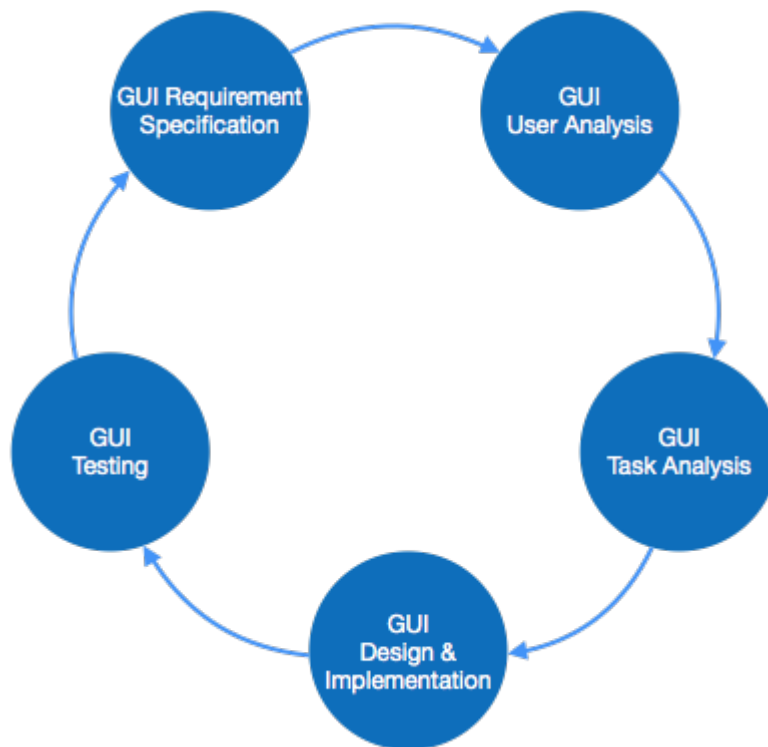 GUI Requirement
Specification
GUI
User Analysis
GUI
Task Analysis
GUI
Design &
Implementation
GUI
Testing